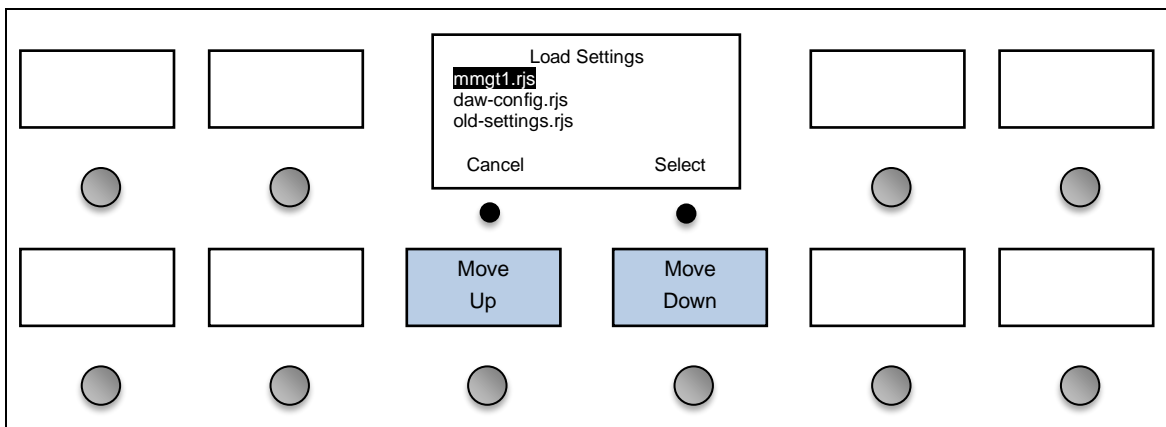 Load Settings
mmgt1.rjs
daw-config.rjs
old-settings.rjs
Cancel Select
Move
Up
Move
Down